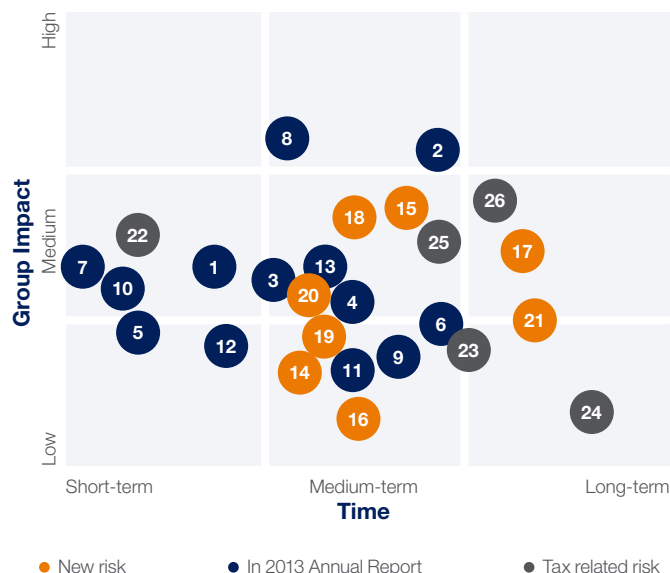 High
8
2
26
15
18
22
25
17
7
1
13
10
3
20
4
21
6
5
19
12
23
9
11
14
24
16
Medium
Low
Group Impact
Short-term
Medium-term
Long-term
Time
New risk
In 2013 Annual Report
Tax related risk